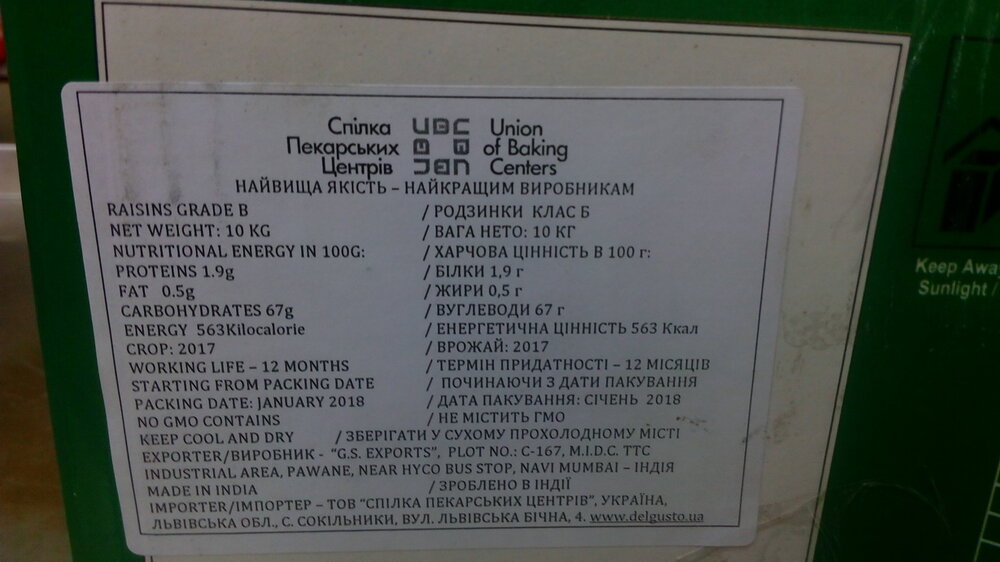 Спілка Пекарських Центрів
UBC
Union of Baking Centers
НАЙВИЩА ЯКІСТЬ – НАЙКРАЩИМ ВИРОБНИКАМ
RAISINS GRADE B / РОДЗИНКИ КЛАС Б
NET WEIGHT: 10 KG / ВАГА НЕТО: 10 КГ
NUTRITIONAL ENERGY IN 100G: / ХАРЧОВА ЦІННІСТЬ В 100 г:
PROTEINS 1.9g / БІЛКИ 1,9 г
FAT 0.5g / ЖИРИ 0,5 г
CARBOHYDRATES 67g / ВУГЛЕВОДИ 67 г
ENERGY 563Kilocalorie / ЕНЕРГЕТИЧНА ЦІННІСТЬ 563 Ккал
CROP: 2017 / ВРОЖАЙ: 2017
WORKING LIFE – 12 MONTHS / ТЕРМІН ПРИДАТНОСТІ – 12 МІСЯЦІВ
STARTING FROM PACKING DATE / ПОЧИНАЮЧИ З ДАТИ ПАКУВАННЯ
PACKING DATE: JANUARY 2018 / ДАТА ПАКУВАННЯ: СІЧЕНЬ 2018
NO GMO CONTAINS / НЕ МІСТИТЬ ГМО
KEEP COOL AND DRY / ЗБЕРІГАТИ У СУХОМУ ПРОХОЛОДНОМУ МІСТІ
EXPORTER/ВИРОБНИК - "G.S. EXPORTS", PLOT NO.: C-167, M.I.D.C. TTC
INDUSTRIAL AREA, PAWANE, NEAR HYCO BUS STOP, NAVI MUMBAI – ІНДІЯ
MADE IN INDIA / ЗРОБЛЕНО В ІНДІЇ
IMPORTER/ІМПОРТЕР – ТОВ "СПІЛКА ПЕКАРСЬКИХ ЦЕНТРІВ", УКРАЇНА,
ЛЬВІВСЬКА ОБЛ., С. СОКІЛЬНИКИ, ВУЛ. ЛЬВІВСЬКА БІЧНА, 4. www.delgusto.ua
Keep Awa
Sunlight /